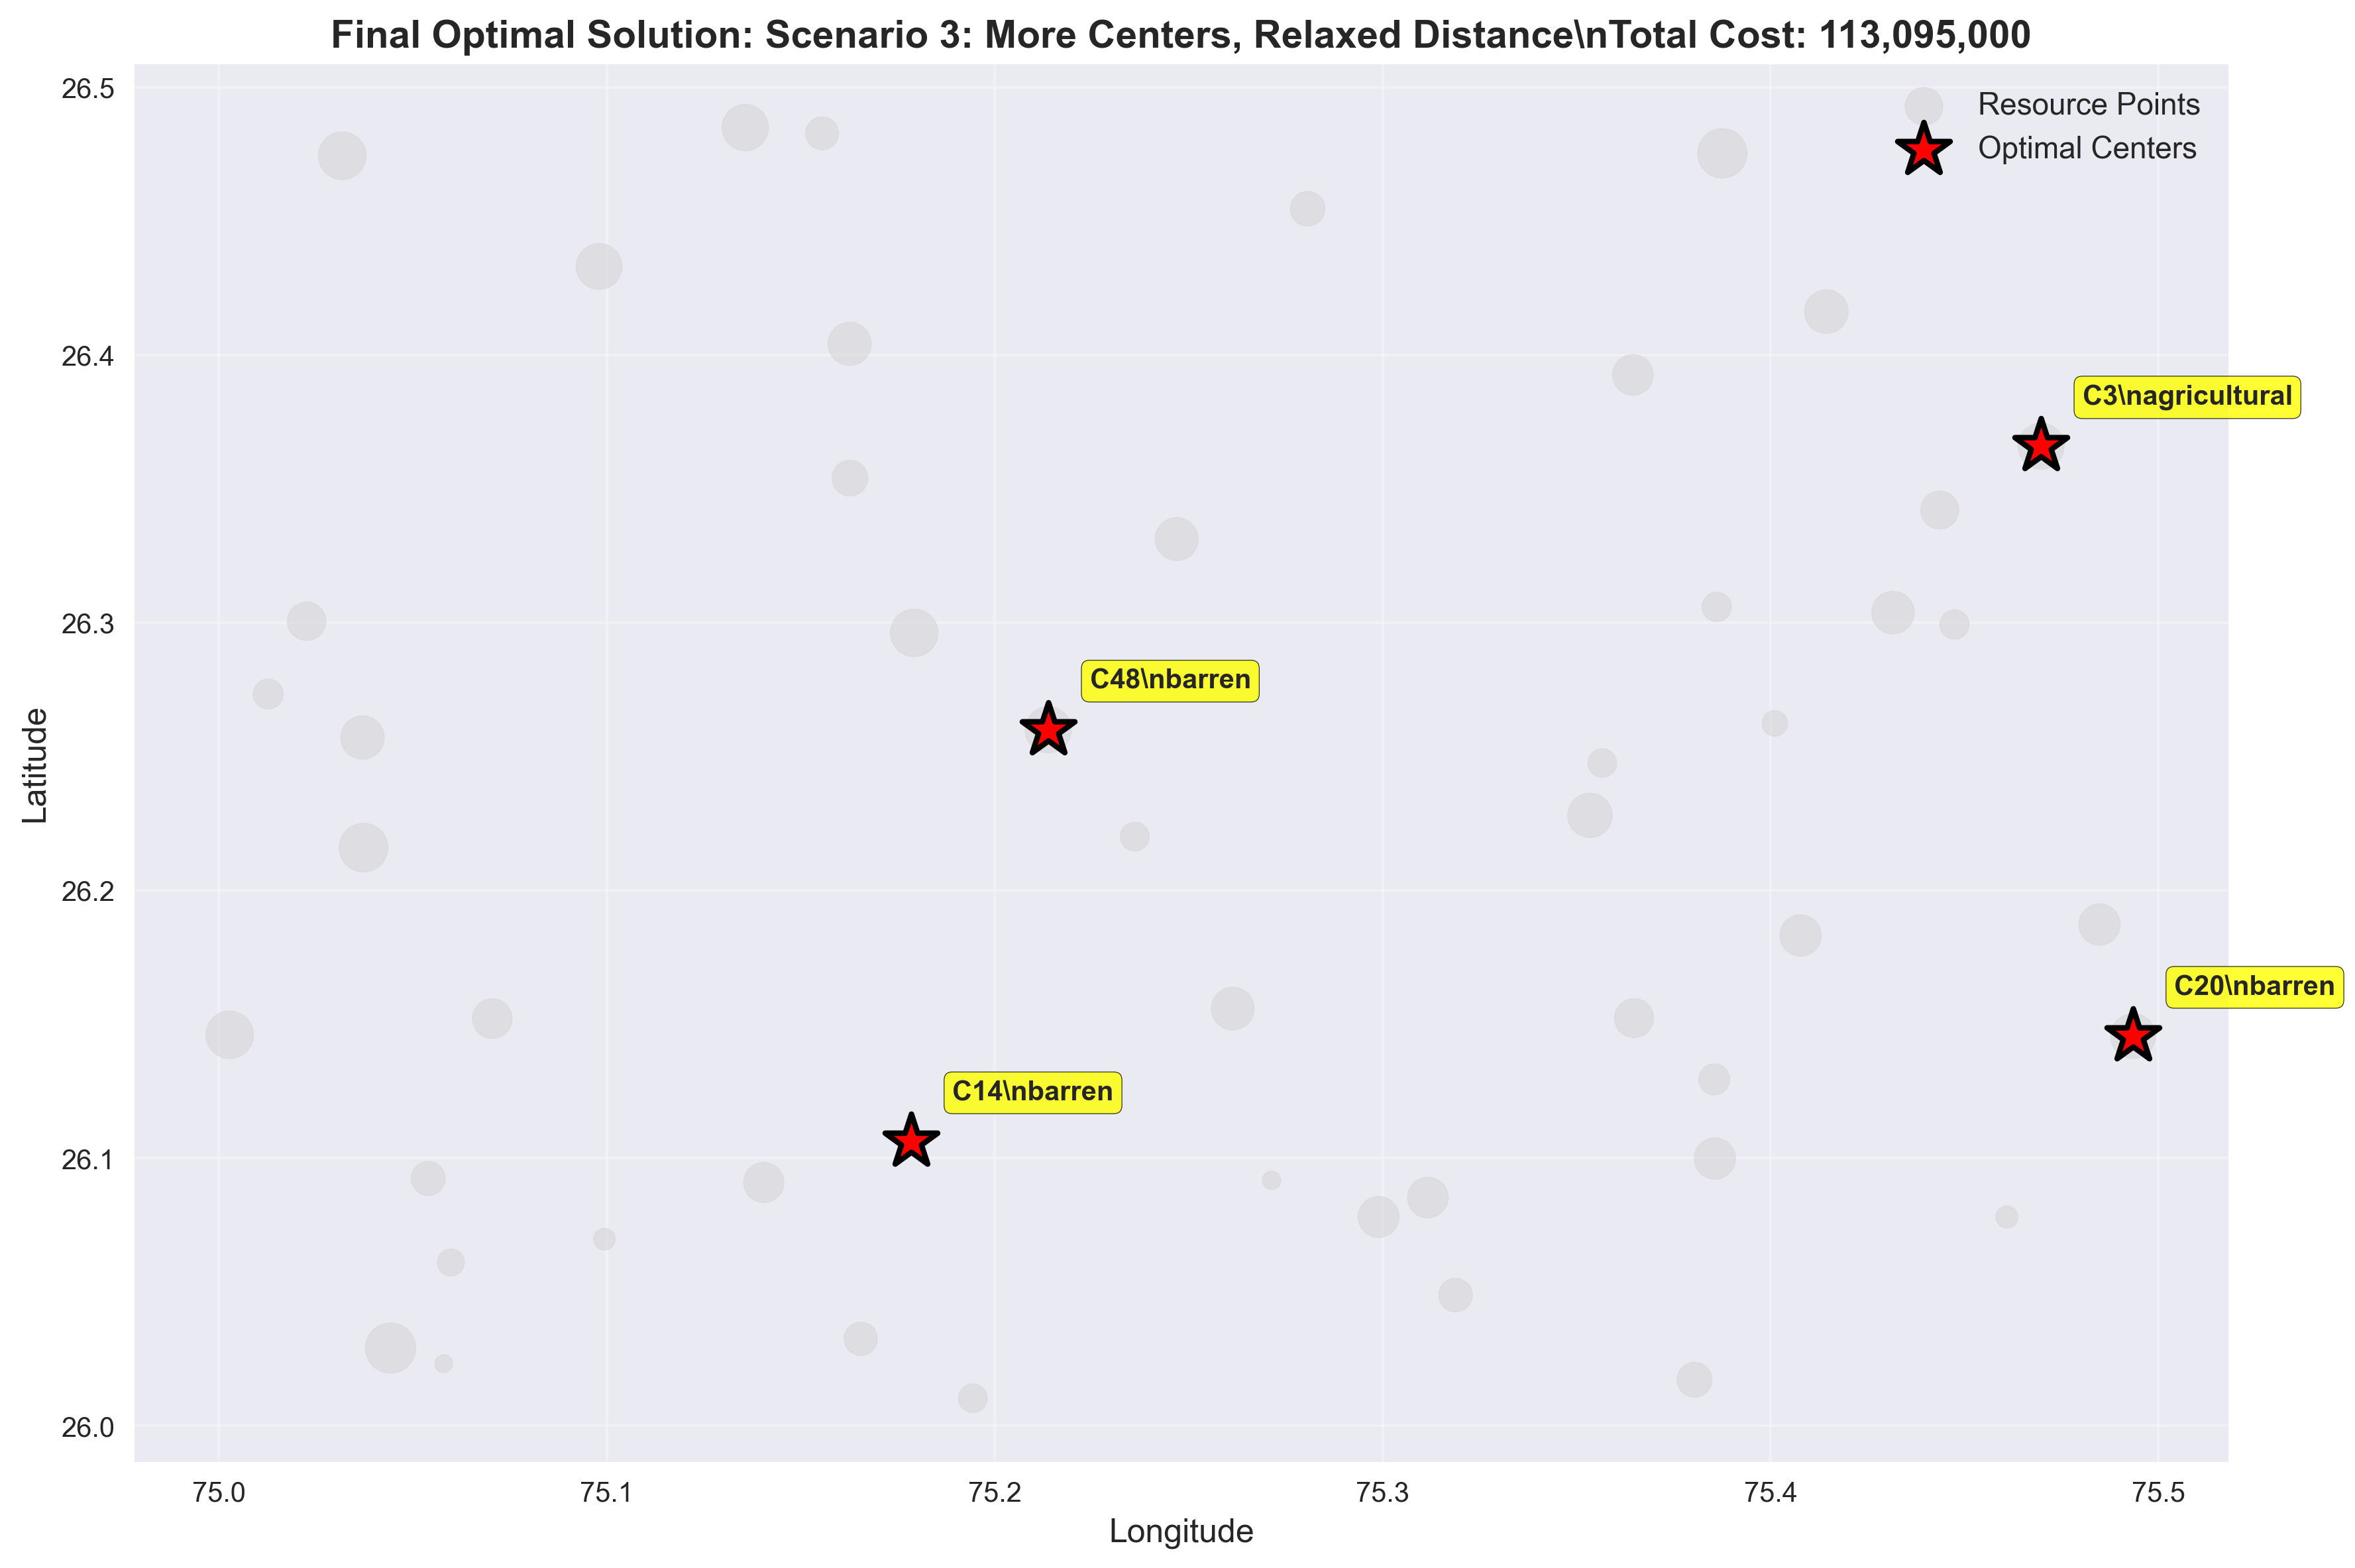 Final Optimal Solution: Scenario 3: More Centers, Relaxed Distance\nTotal Cost: 113,095,000
Resource Points
Optimal Centers
C3\nagricultural
C48\nbarren
C20\nbarren
C14\nbarren
26.5
26.4
26.3
26.2
26.1
26.0
Latitude
75.0
75.1
75.2
75.3
75.4
75.5
Longitude